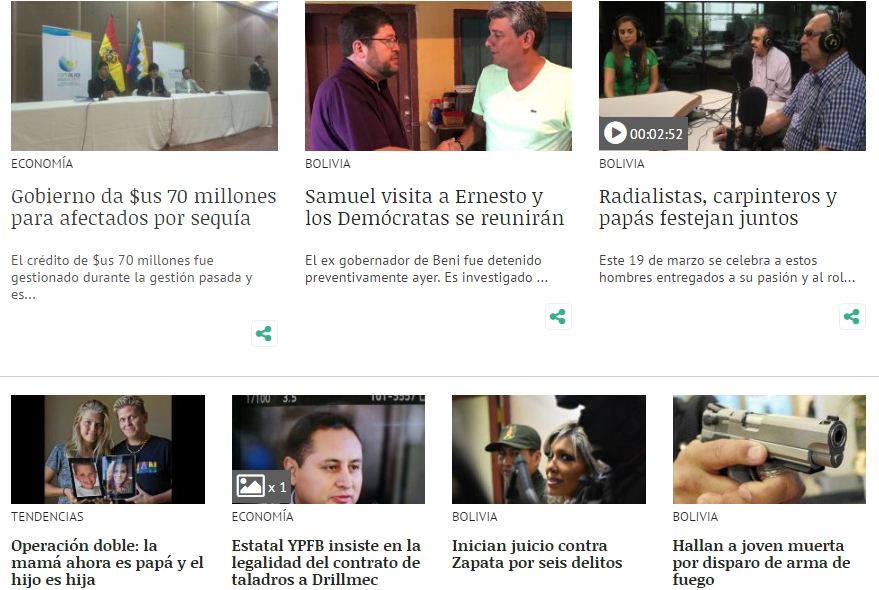 ECONOMÍA
Gobierno da $us 70 millones
para afectados por sequía
El crédito de $us 70 millones fue
gestionado durante la gestión pasada y
es...
BOLIVIA
Samuel visita a Ernesto y
los Demócratas se reunirán
El ex gobernador de Beni fue detenido
preventivamente ayer. Es investigado ...
00:02:52
BOLIVIA
Radialistas, carpinteros y
papás festejan juntos
Este 19 de marzo se celebra a estos
hombres entregados a su pasión y al rol...
TENDENCIAS
Operación doble: la
mamá ahora es papá y el
hijo es hija
1/100 3.5
x 1
ECONOMÍA
Estatal YPFB insiste en la
legalidad del contrato de
taladros a Drillmec
BOLIVIA
Inician juicio contra
Zapata por seis delitos
BOLIVIA
Hallan a joven muerta
por disparo de arma de
fuego